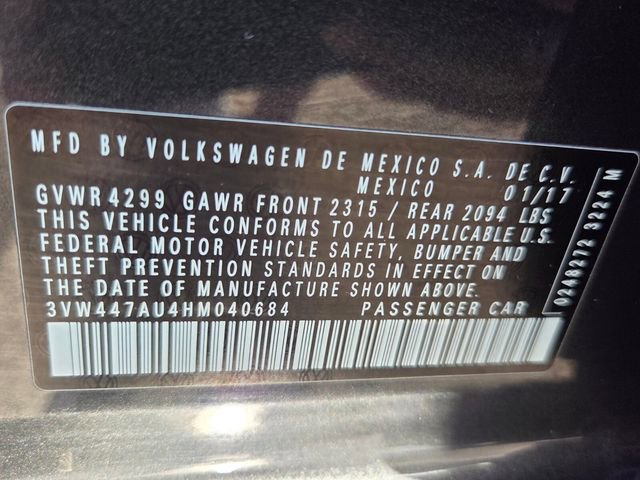 MFD BY VOLKSWAGEN DE MEXICO S.A. DE C.V.
MEXICO 01/17
GVWR 4299 GAWR FRONT 2315 / REAR 2094 LBS
THIS VEHICLE CONFORMS TO ALL APPLICABLE U.S.
FEDERAL MOTOR VEHICLE SAFETY, BUMPER AND
THEFT PREVENTION STANDARDS IN EFFECT ON
THE DATE OF MANUFACTURE SHOWN ABOVE.
3VW447AU4HM040684 PASSENGER CAR
3224 M